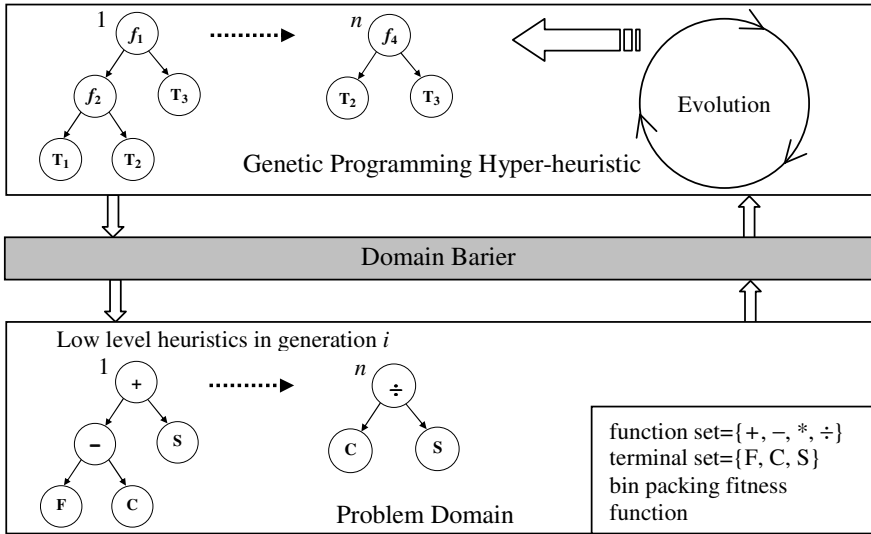 1
n
f1
f4
f2
T3
T2
T3
T1
T2
Evolution
Genetic Programming Hyper-heuristic
Domain Barier
Low level heuristics in generation i
1
n
+
÷
−
S
C
S
F
C
Problem Domain
function set={+, −, *, ÷}
terminal set={F, C, S}
bin packing fitness
function